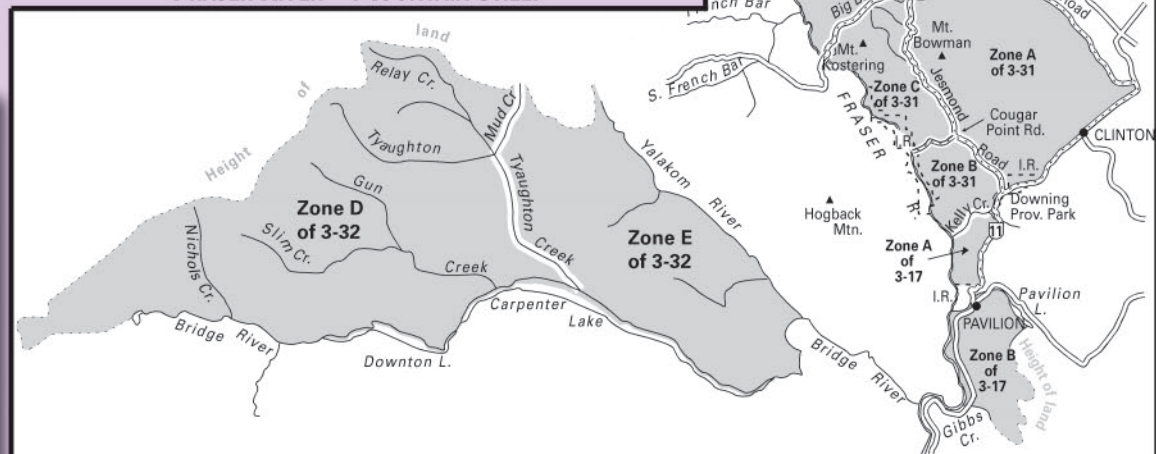 land
of
Height
Relay Cr.
Mud Cr
Tyaughton
Tyaughton
Creek
Gun
Creek
Slim Cr.
Nichols Cr.
Zone D
of 3-32
Zone E
of 3-32
Yalakom
River
Carpenter
Lake
Bridge River
Downton L.
Bridge
River
French Bar
S. French Bar
Mt.
Kostering
Mt.
Bowman
Zone A
of 3-31
Road
Zone C
of 3-31
Jesmond
Road
Cougar
Point Rd.
FRASER
R.
I.R.
I.R.
CLINTON
Zone B
of 3-31
Hogback
Mtn.
Kelly Cr.
Downing
Prov. Park
11
Zone A
of
3-17
I.R.
Pavilion
L.
PAVILION
Zone B
of
3-17
Height of land
Gibbs
Cr.